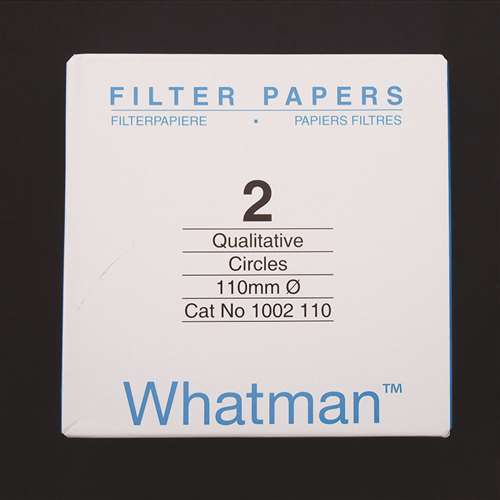 FILTER PAPERS
FILTERPAPIERE • PAPIERS FILTRES
2
Qualitative
Circles
110mm Ø
Cat No 1002 110
Whatman™